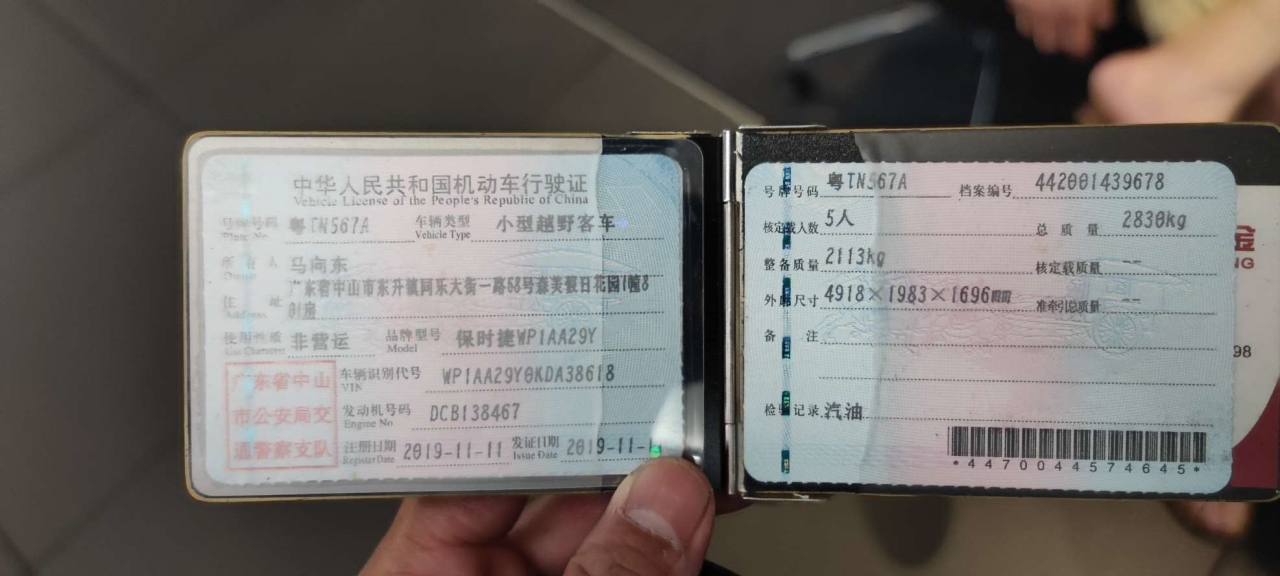 中华人民共和国机动车行驶证
Vehicle License of the People's Republic of China
号牌号码 粤TN567A 车辆类型 小型越野客车
Plate No. Vehicle Type
所有人 马向东
Owner
住址 广东省中山市东升镇同乐大街一路68号森美假日花园1幢8
Address 01房
使用性质 非营运 品牌型号 保时捷WP1AA29Y
Use Character Model
广东省中山
市公安局交
通警察支队
车辆识别代号 WP1AA29Y0KDA38618
VIN
发动机号码 DCB138467
Engine No
注册日期 2019-11-11 发证日期 2019-11-
Register Date Issue Date
号牌号码 粤TN567A 档案编号 442001439678
核定载人数 5人 总质量 2830kg
整备质量 2113kg 核定载质量 --
外廓尺寸 4918×1983×1696mm 准牵引总质量 --
备注
检验记录 汽油
*4470044574645*
金
NG
98